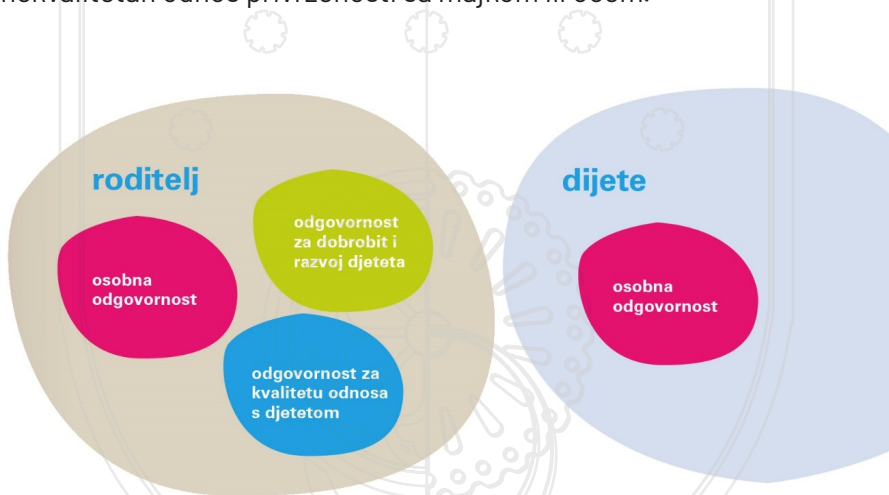 roditelj
dijete
osobna
odgovornost
odgovornost
za dobrobit i
razvoj djeteta
odgovornost za
kvalitetu odnosa
s djetetom
osobna
odgovornost